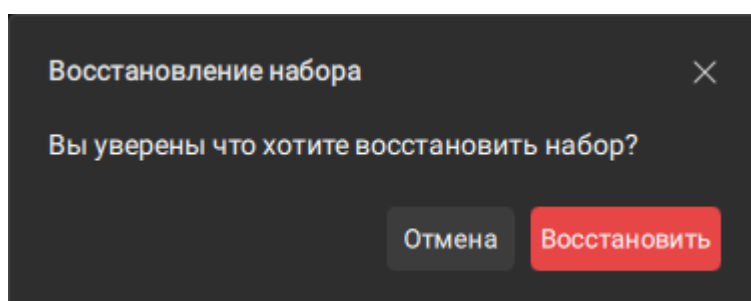 Восстановление набора
Вы уверены что хотите восстановить набор?
Отмена Восстановить